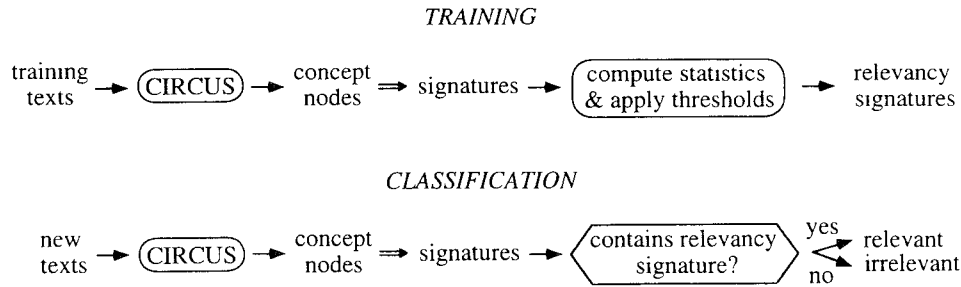 TRAINING
training texts
CIRCUS
concept nodes
signatures
compute statistics
& apply thresholds
relevancy signatures
CLASSIFICATION
new texts
CIRCUS
concept nodes
signatures
contains relevancy
signature?
yes
relevant
irrelevant
no